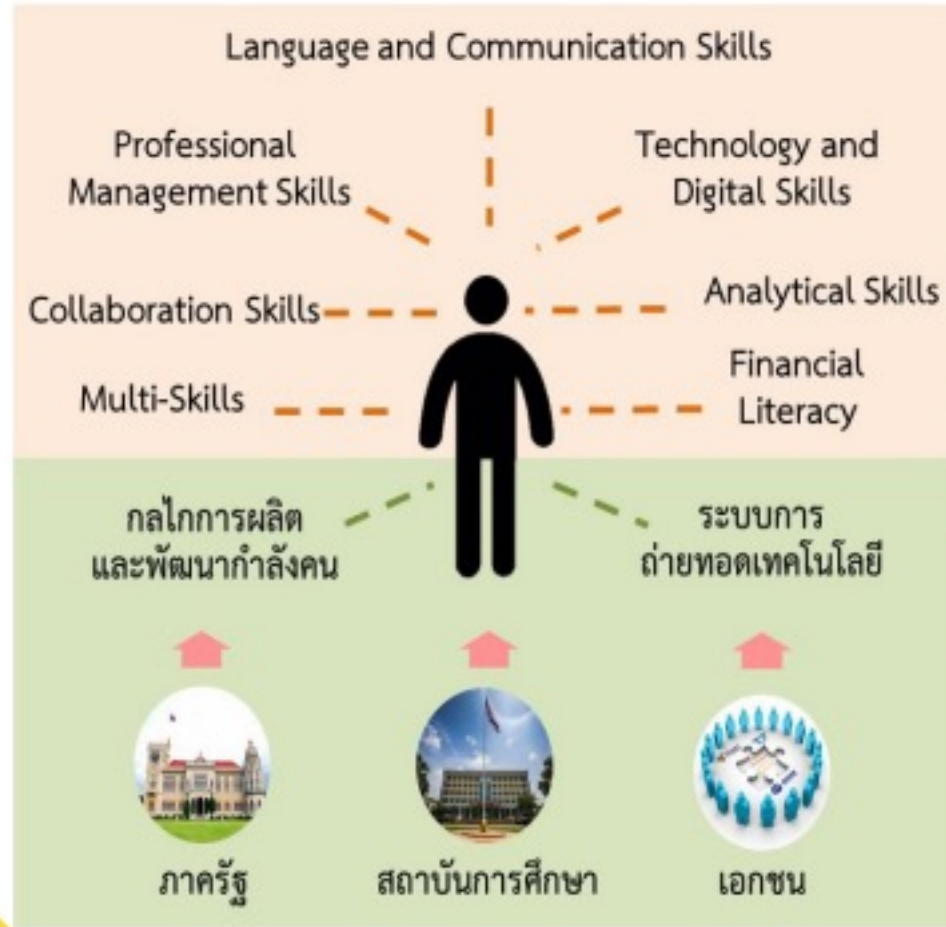 Language and Communication Skills
Professional
Management Skills
Technology and
Digital Skills
Collaboration Skills
Analytical Skills
Multi-Skills
Financial
Literacy
กลไกการผลิต
และพัฒนากำลังคน
ระบบการ
ถ่ายทอดเทคโนโลยี
ภาครัฐ
สถาบันการศึกษา
เอกชน